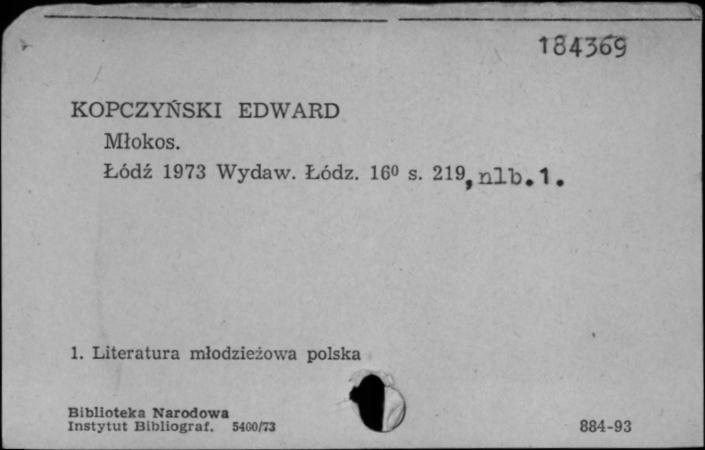 184369
KOPCZYŃSKI EDWARD
Młokos.
Łódź 1973 Wydaw. Łódz. 16⁰ s. 219, nlb.1.
1. Literatura młodzieżowa polska
Biblioteka Narodowa
Instytut Bibliograf. 5400/73
884-93